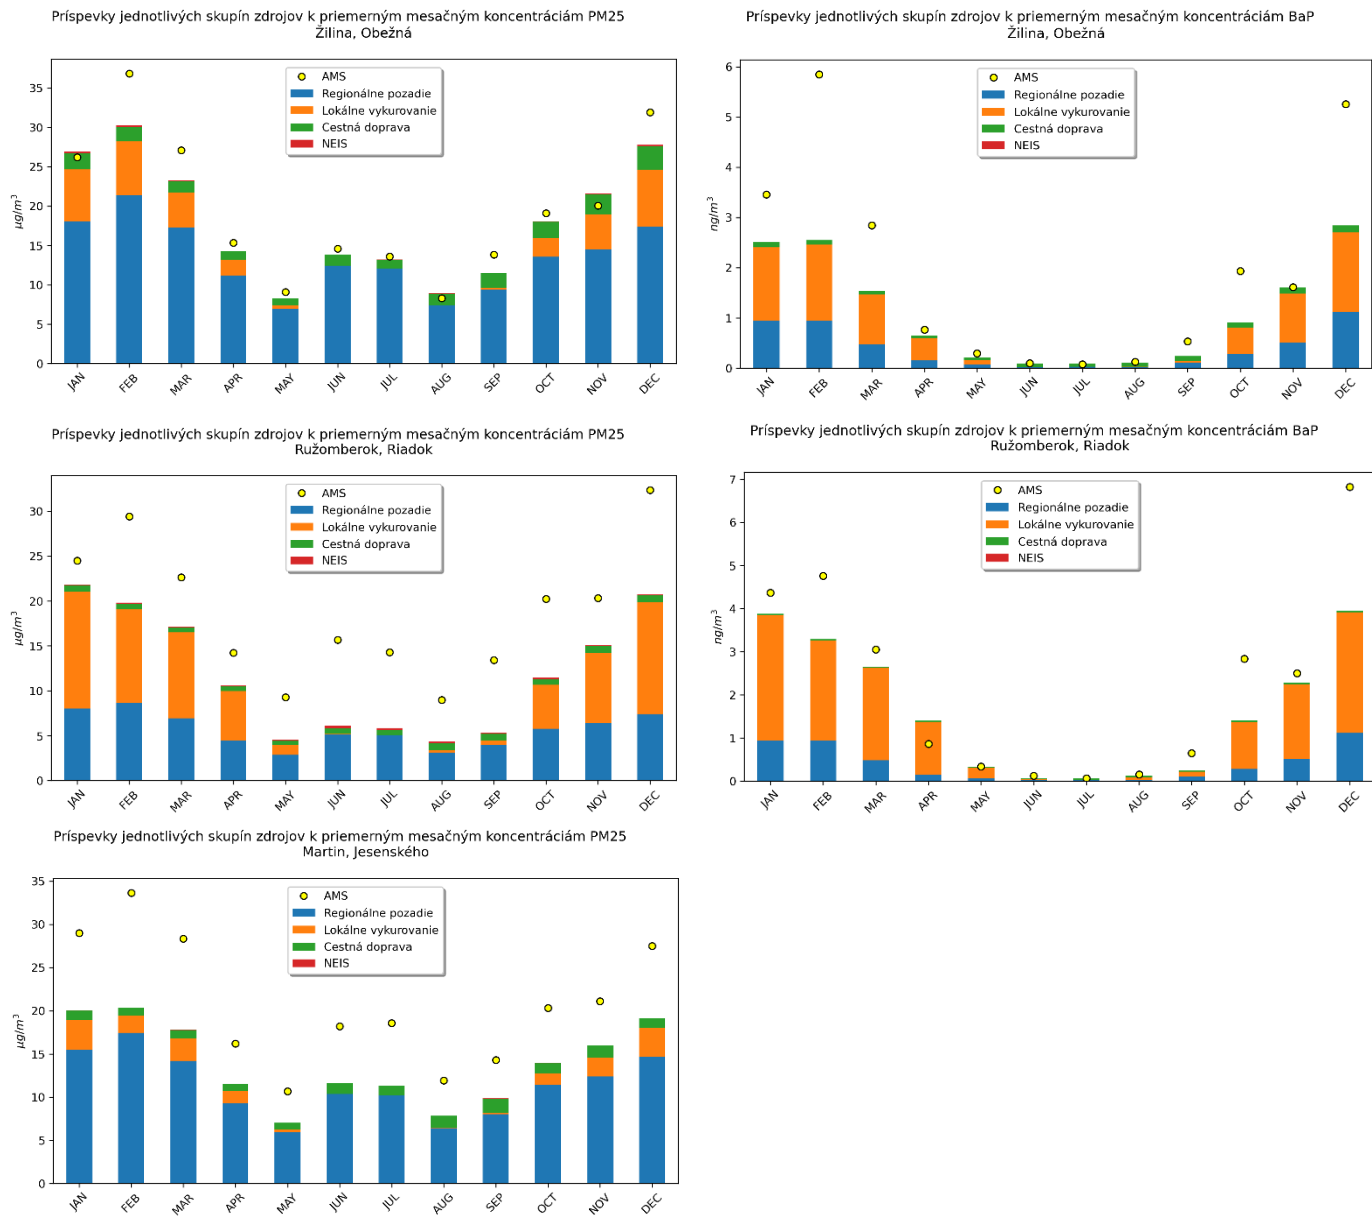 Príspevky jednotlivých skupín zdrojov k priemerným mesačným koncentráciám PM25
Žilina, Obežná
AMS
Regionálne pozadie
Lokálne vykurovanie
Cestná doprava
NEIS
µg/m³
35
30
25
20
15
10
5
0
JAN FEB MAR APR MAY JUN JUL AUG SEP OCT NOV DEC
Príspevky jednotlivých skupín zdrojov k priemerným mesačným koncentráciám BaP
Žilina, Obežná
AMS
Regionálne pozadie
Lokálne vykurovanie
Cestná doprava
NEIS
ng/m³
6
5
4
3
2
1
0
JAN FEB MAR APR MAY JUN JUL AUG SEP OCT NOV DEC
Príspevky jednotlivých skupín zdrojov k priemerným mesačným koncentráciám PM25
Ružomberok, Riadok
AMS
Regionálne pozadie
Lokálne vykurovanie
Cestná doprava
NEIS
µg/m³
30
25
20
15
10
5
0
JAN FEB MAR APR MAY JUN JUL AUG SEP OCT NOV DEC
Príspevky jednotlivých skupín zdrojov k priemerným mesačným koncentráciám BaP
Ružomberok, Riadok
AMS
Regionálne pozadie
Lokálne vykurovanie
Cestná doprava
NEIS
ng/m³
7
6
5
4
3
2
1
0
JAN FEB MAR APR MAY JUN JUL AUG SEP OCT NOV DEC
Príspevky jednotlivých skupín zdrojov k priemerným mesačným koncentráciám PM25
Martin, Jesenského
AMS
Regionálne pozadie
Lokálne vykurovanie
Cestná doprava
NEIS
µg/m³
35
30
25
20
15
10
5
0
JAN FEB MAR APR MAY JUN JUL AUG SEP OCT NOV DEC